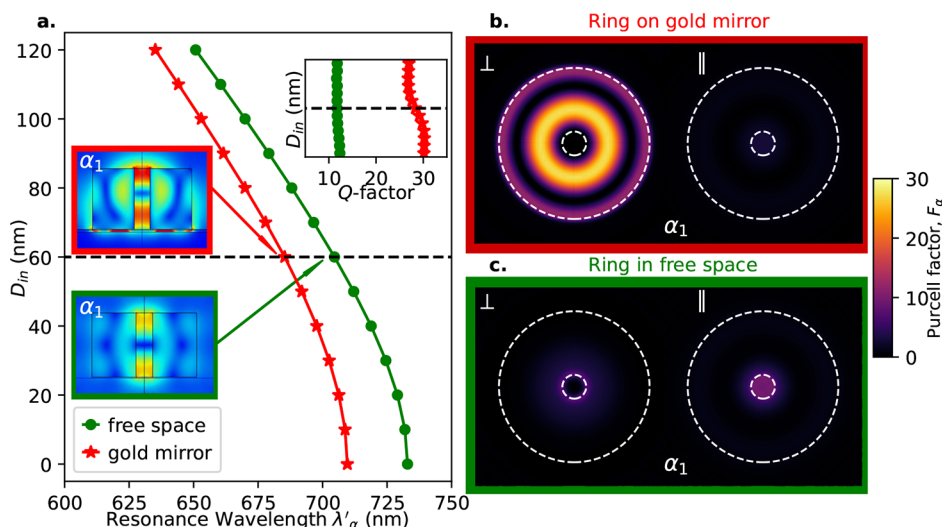 a.
120
100
80
60
40
20
0
D_in (nm)
600
625
650
675
700
725
750
Resonance Wavelength λ'_α (nm)
D_in (nm)
10
20
30
Q-factor
α₁
α₁
free space
gold mirror
b.
Ring on gold mirror
⊥
∥
α₁
c.
Ring in free space
⊥
∥
α₁
30
20
10
0
Purcell factor, F_α